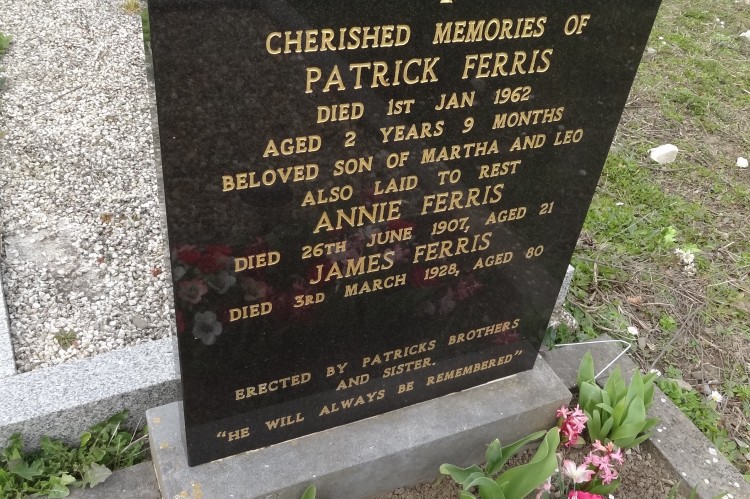 CHERISHED MEMORIES OF
PATRICK FERRIS
DIED 1ST JAN 1962
AGED 2 YEARS 9 MONTHS
BELOVED SON OF MARTHA AND LEO
ALSO LAID TO REST
ANNIE FERRIS
DIED 26TH JUNE 1907, AGED 21
JAMES FERRIS
DIED 3RD MARCH 1928, AGED 80
ERECTED BY PATRICKS BROTHERS
AND SISTER.
"HE WILL ALWAYS BE REMEMBERED"